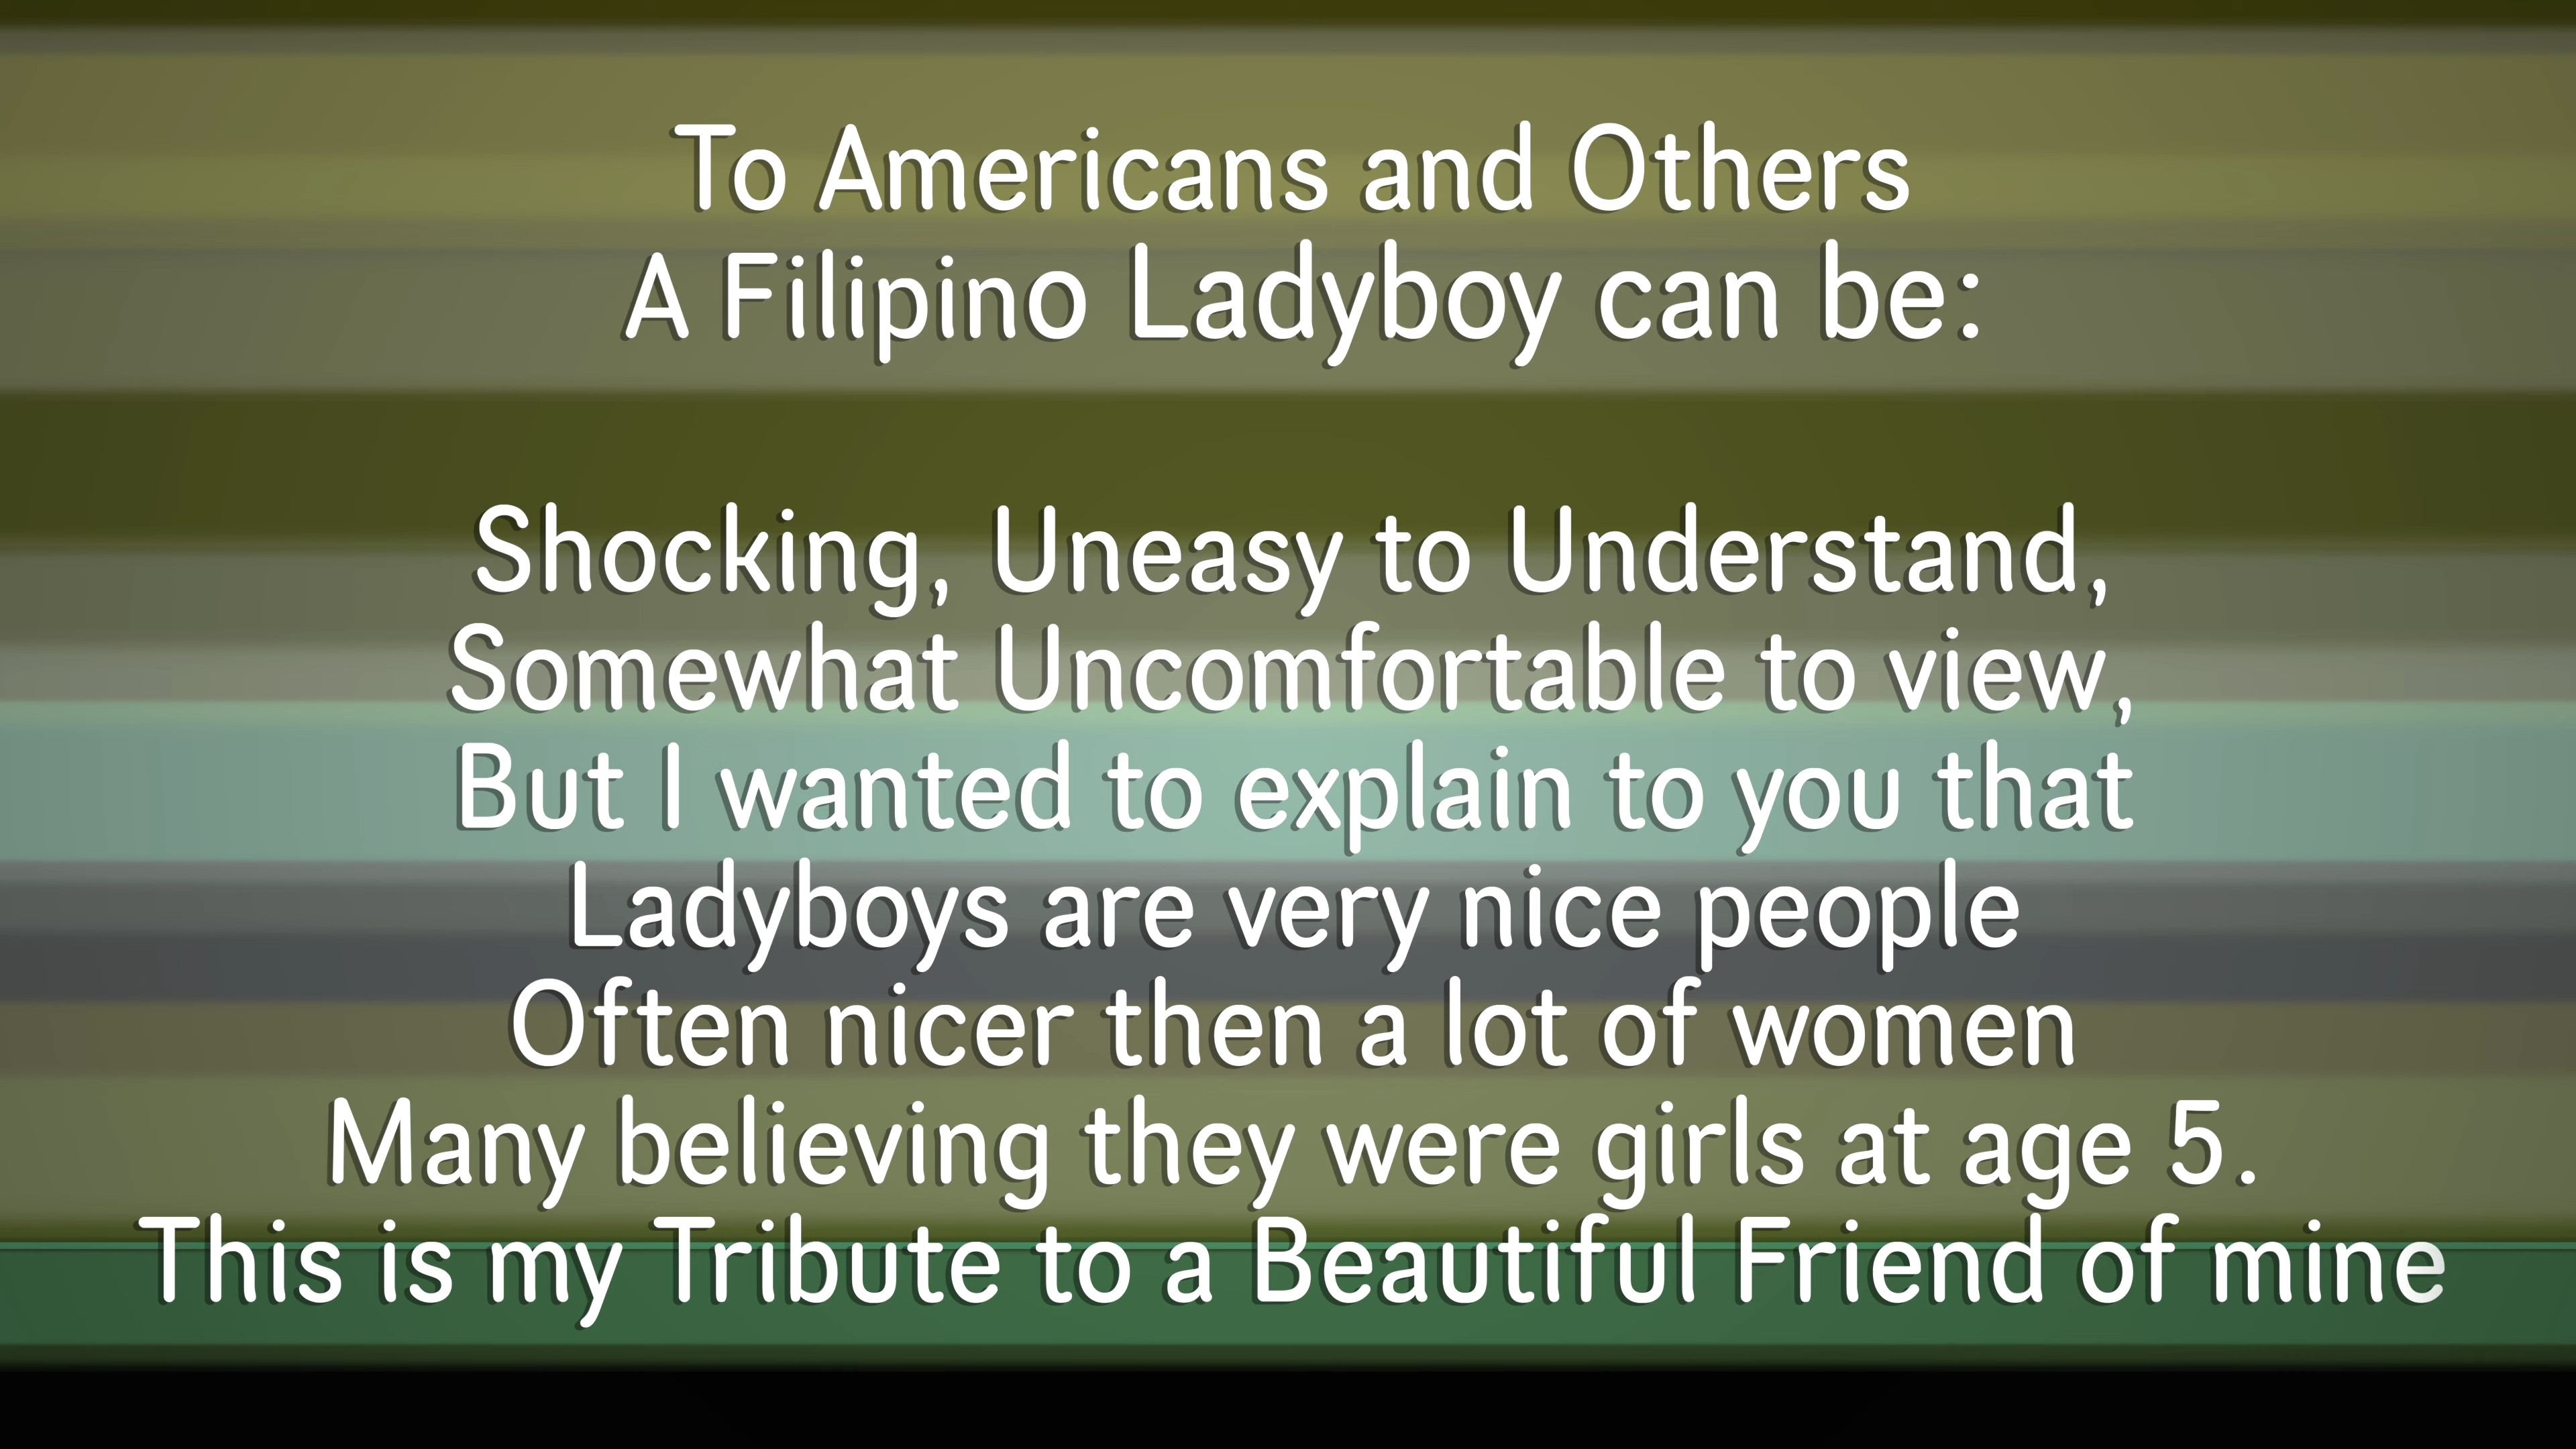 To Americans and Others
A Filipino Ladyboy can be:
Shocking, Uneasy to Understand,
Somewhat Uncomfortable to view,
But I wanted to explain to you that
Ladyboys are very nice people
Often nicer then a lot of women
Many believing they were girls at age 5.
This is my Tribute to a Beautiful Friend of mine